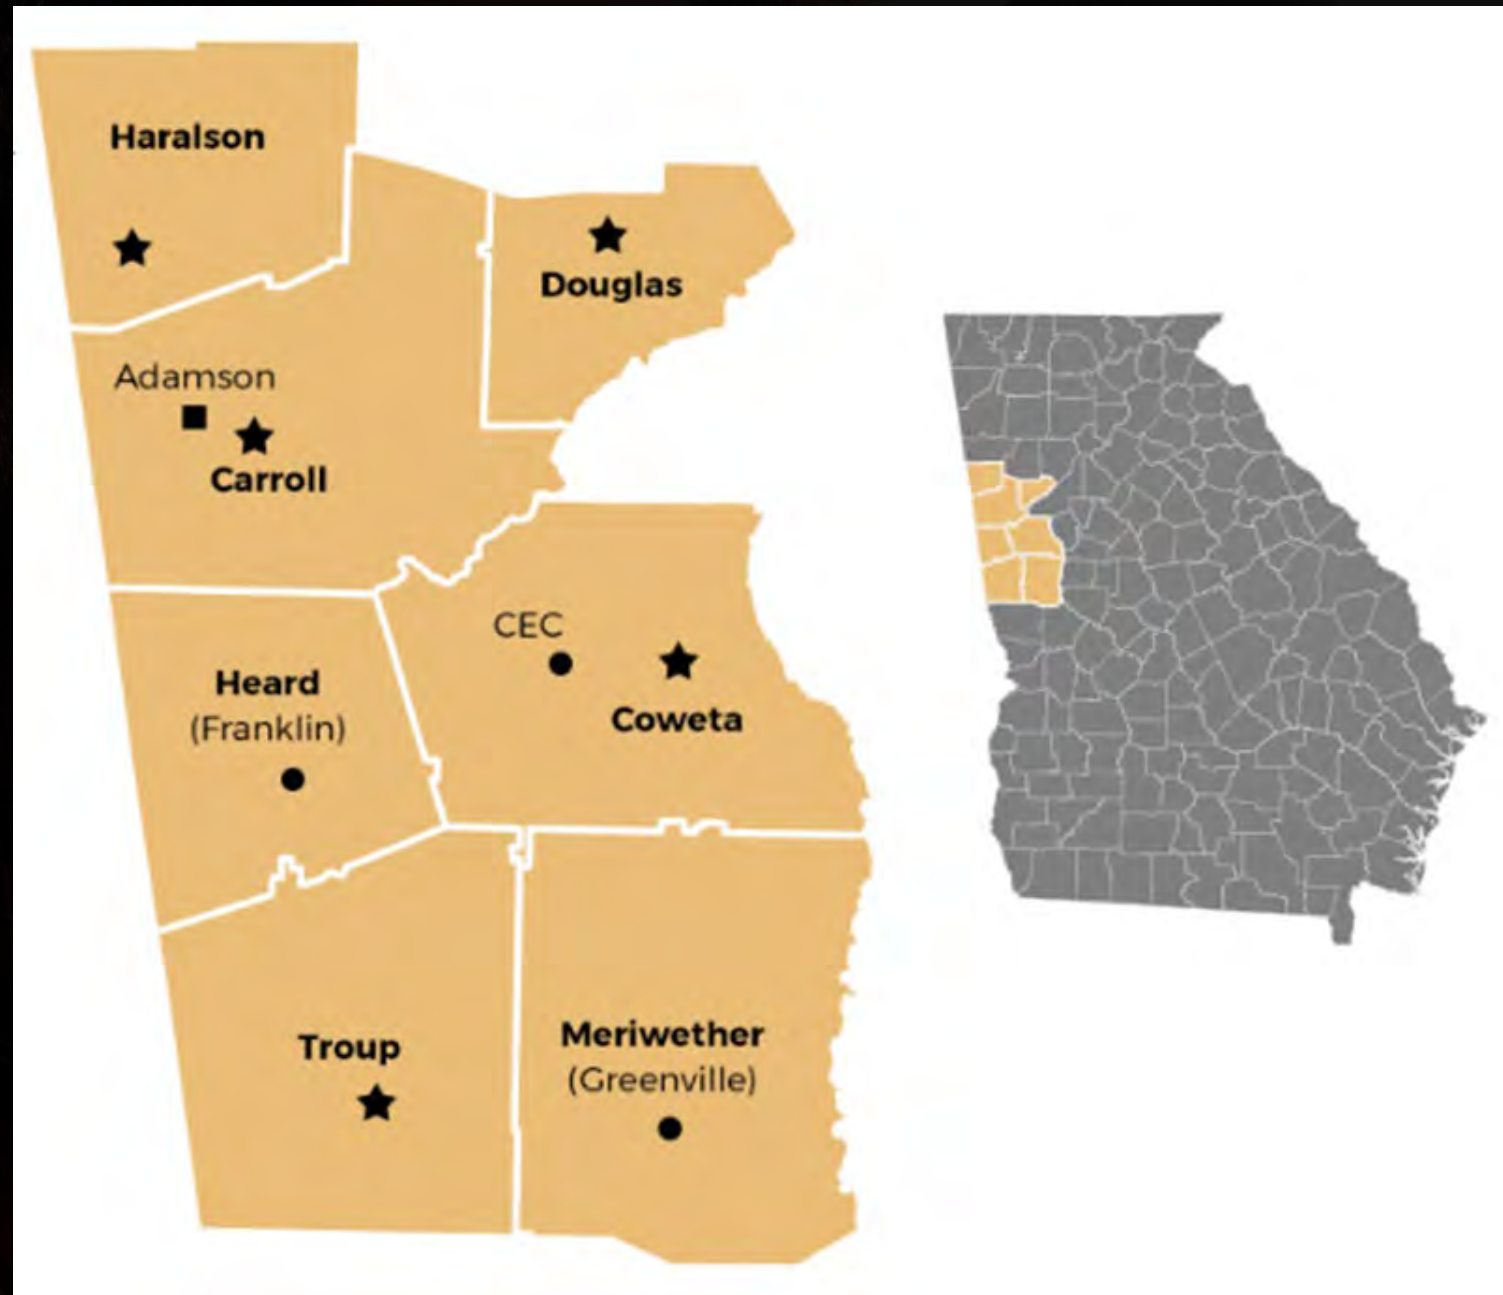 Haralson
Douglas
Adamson
Carroll
CEC
Heard
(Franklin)
Coweta
Troup
Meriwether
(Greenville)